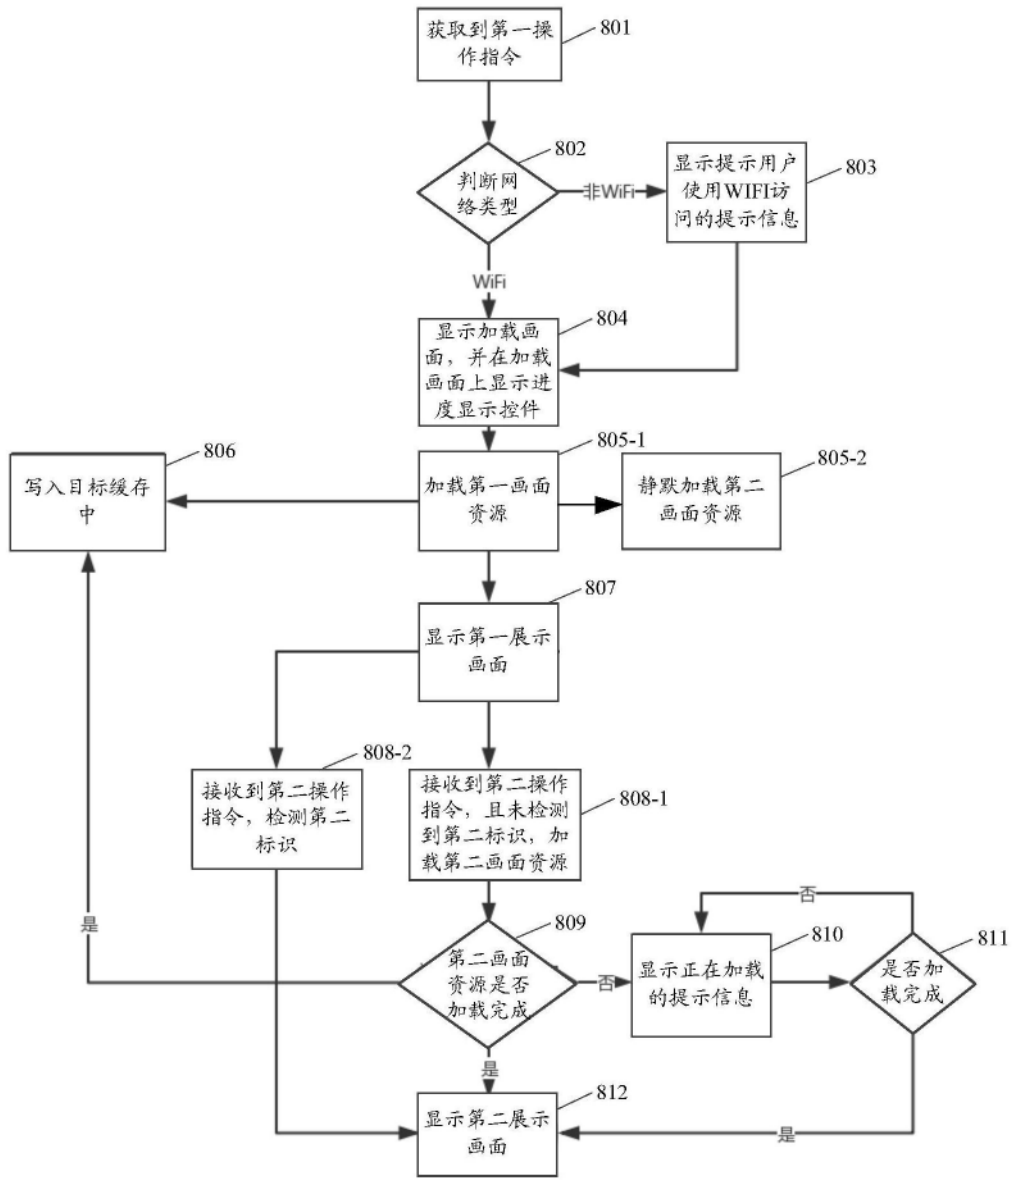 获取到第一操
作指令
801
802
判断网
络类型
非WiFi
显示提示用户
使用WIFI访
问的提示信息
803
WiFi
显示加载画
面，并在加载
画面上显示进
度显示控件
804
805-1
加载第一画面
资源
806
写入目标缓存
中
805-2
静默加载第二
画面资源
807
显示第一展示
画面
808-2
接收到第二操作
指令，检测第二
标识
接收到第二操作
指令，且未检测
到第二标识，加
载第二画面资源
808-1
是
809
第二画面
资源是否
加载完成
否
否
810
显示正在加载
的提示信息
811
是否加
载完成
是
812
显示第二展示
画面
是